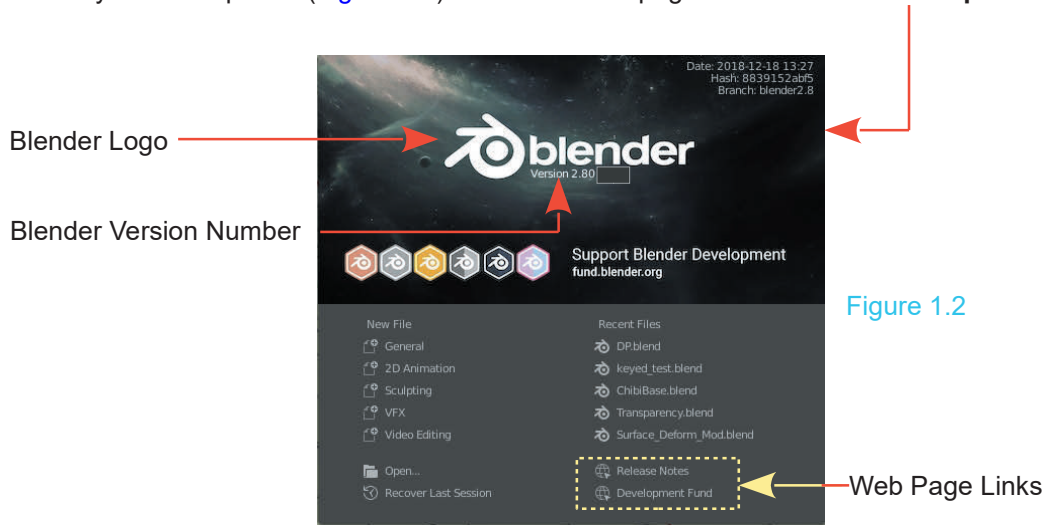 Date: 2018-12-18 13:27
Hash: 8839152abf5
Branch: blender2.8
Blender Logo
blender
Version 2.80
Blender Version Number
Support Blender Development
fund.blender.org
Figure 1.2
New File
Recent Files
General
DP.blend
2D Animation
keyed_test.blend
Sculpting
ChibiBase.blend
VFX
Transparency.blend
Video Editing
Surface_Deform_Mod.blend
Open...
Release Notes
Recover Last Session
Development Fund
Web Page Links